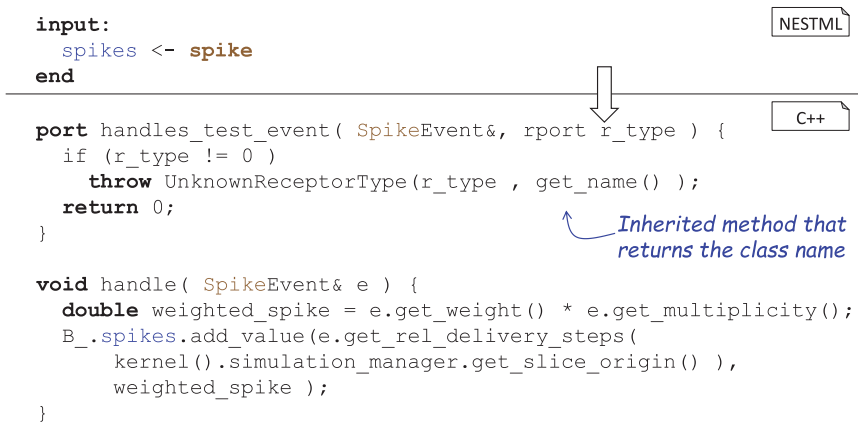 input:
NESTML
spikes <- spike
end
C++
port handles_test_event( SpikeEvent&, rport r_type ) {
if (r_type != 0 )
throw UnknownReceptorType(r_type , get_name() );
return 0;
}
Inherited method that
returns the class name
void handle( SpikeEvent& e ) {
double weighted_spike = e.get_weight() * e.get_multiplicity();
B_.spikes.add_value(e.get_rel_delivery_steps(
kernel().simulation_manager.get_slice_origin() ),
weighted_spike );
}